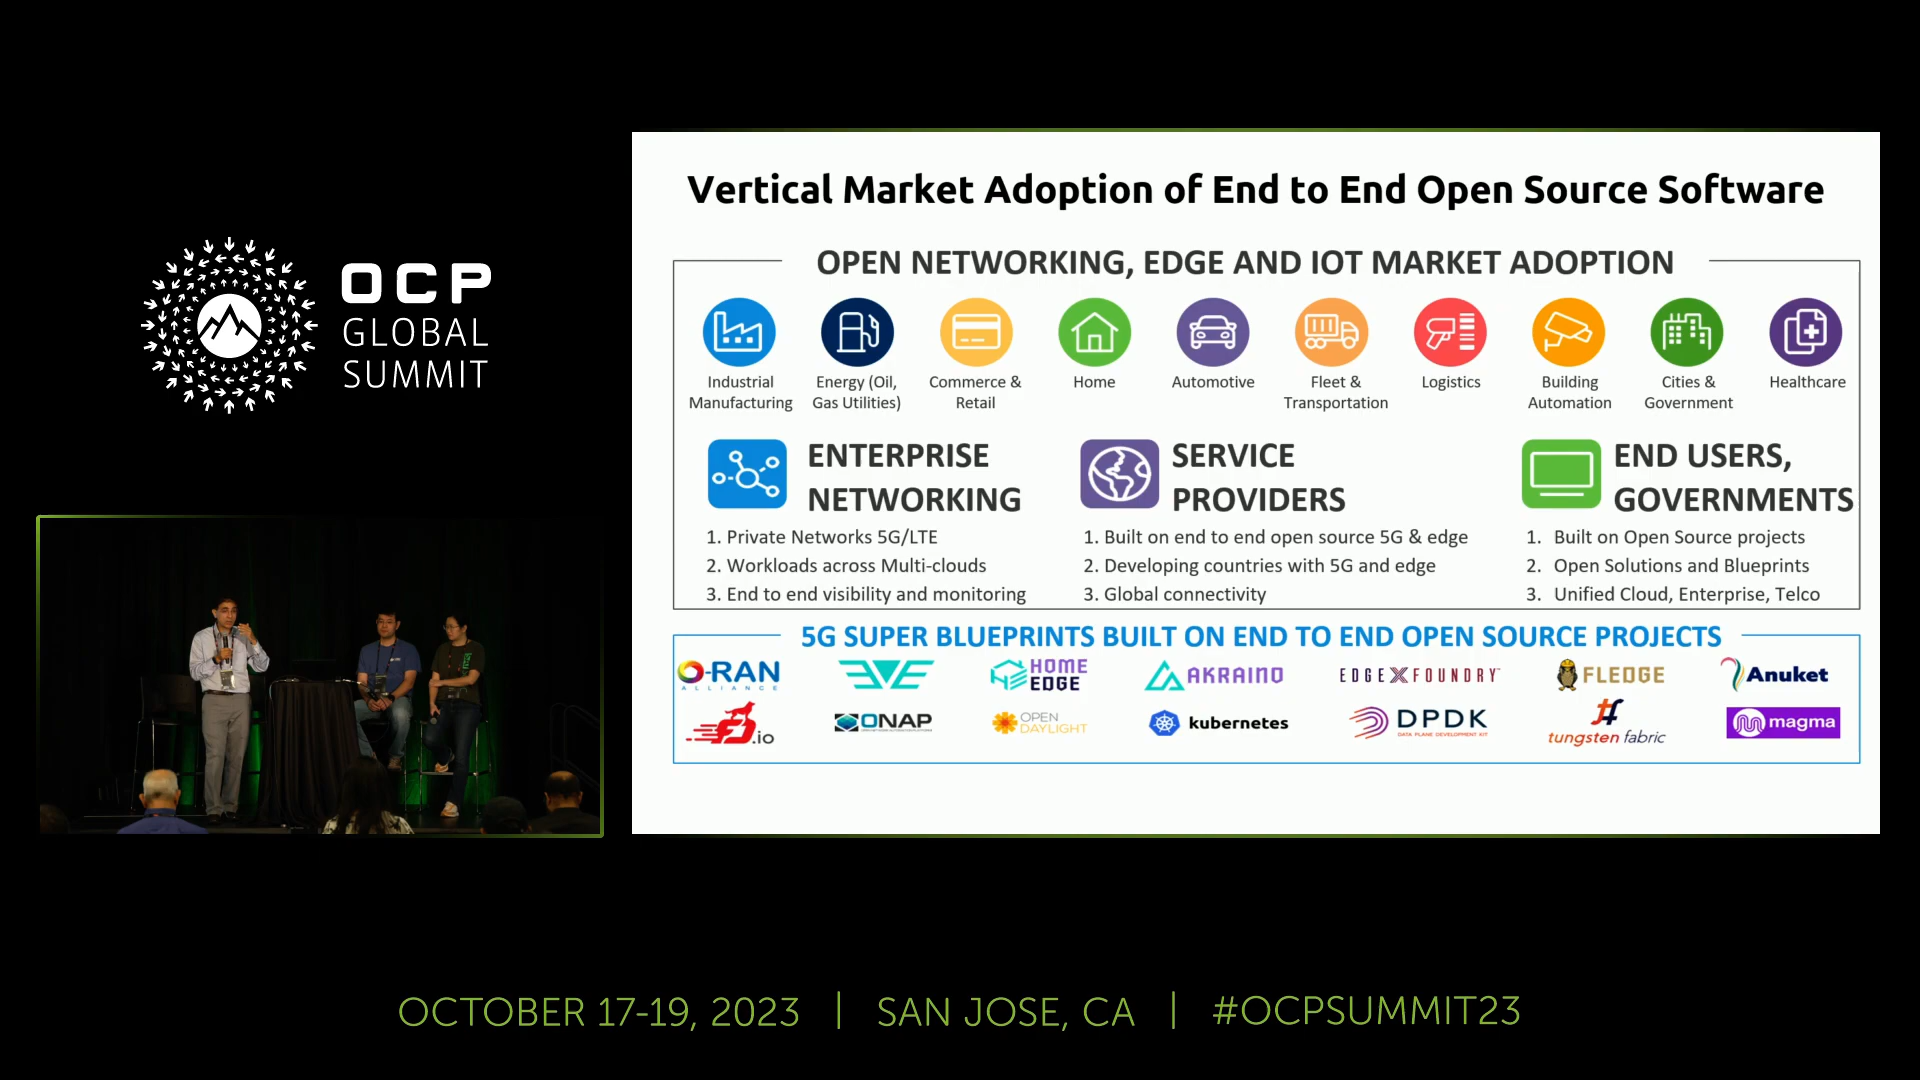 OCP
GLOBAL
SUMMIT
Vertical Market Adoption of End to End Open Source Software
OPEN NETWORKING, EDGE AND IOT MARKET ADOPTION
Industrial
Manufacturing
Energy (Oil,
Gas Utilities)
Commerce &
Retail
Home
Automotive
Fleet &
Transportation
Logistics
Building
Automation
Cities &
Government
Healthcare
ENTERPRISE
NETWORKING
1. Private Networks 5G/LTE
2. Workloads across Multi-clouds
3. End to end visibility and monitoring
SERVICE
PROVIDERS
1. Built on end to end open source 5G & edge
2. Developing countries with 5G and edge
3. Global connectivity
END USERS,
GOVERNMENTS
1. Built on Open Source projects
2. Open Solutions and Blueprints
3. Unified Cloud, Enterprise, Telco
5G SUPER BLUEPRINTS BUILT ON END TO END OPEN SOURCE PROJECTS
O-RAN
ALLIANCE
EVE
HOME
EDGE
AKRAINO
EDGE X FOUNDRY
FLEDGE
Anuket
.io
ONAP
OPEN
DAYLIGHT
kubernetes
DPDK
DATA PLANE DEVELOPMENT KIT
tf
tungsten fabric
magma
OCTOBER 17-19, 2023 | SAN JOSE, CA | #OCPSUMMIT23